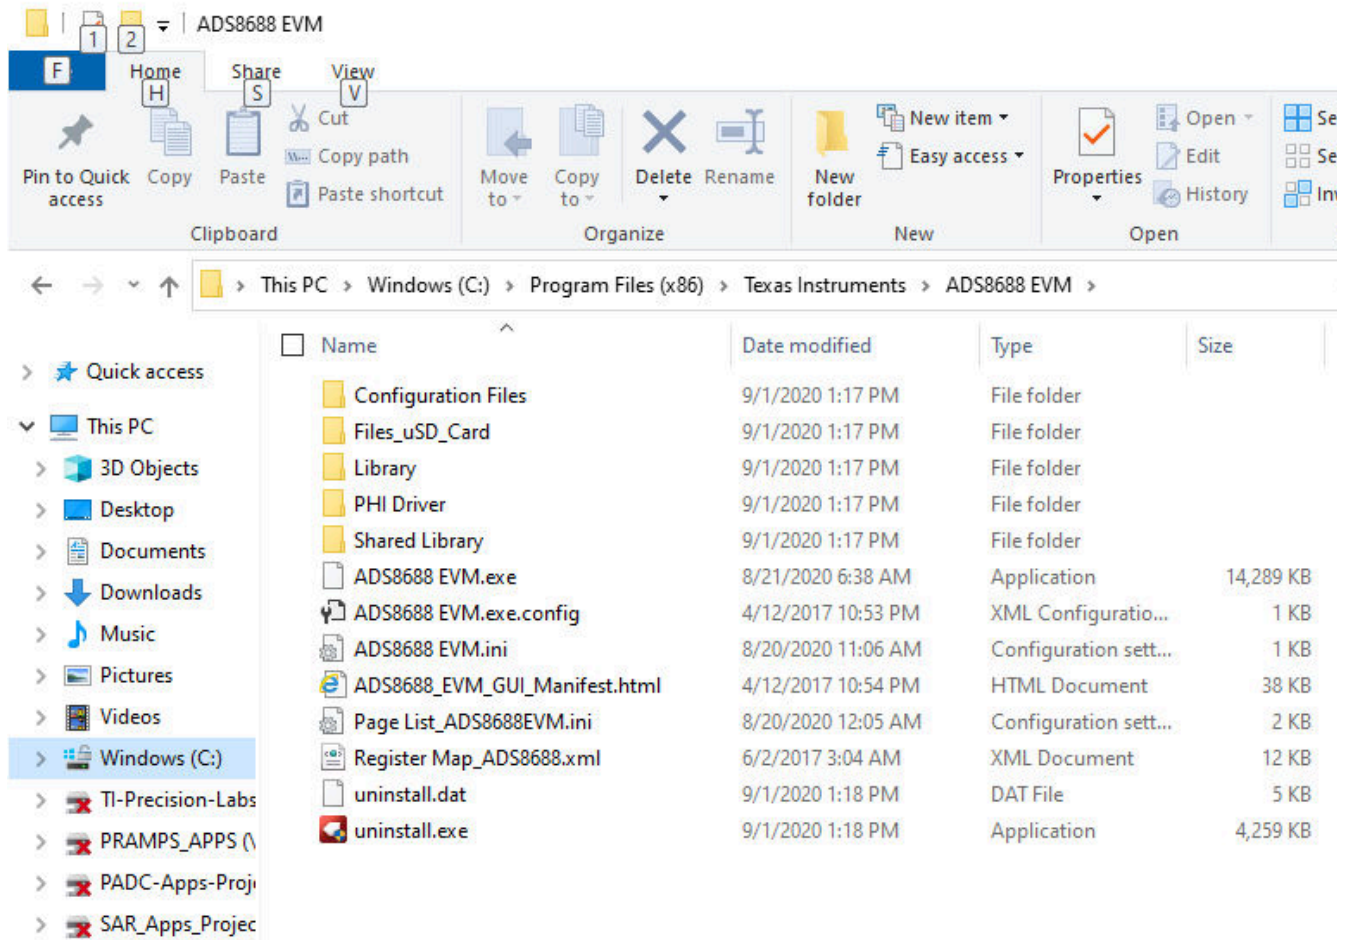 ADS8688 EVM
1 2
F Home Share View
H S V
Pin to Quick access
Copy
Paste
Cut
Copy path
Paste shortcut
Clipboard
Move to
Copy to
Delete
Rename
Organize
New folder
New item
Easy access
New
Properties
Open
Edit
History
Open
Se
Se
Inv
This PC > Windows (C:) > Program Files (x86) > Texas Instruments > ADS8688 EVM >
Name Date modified Type Size
Quick access
This PC
3D Objects
Desktop
Documents
Downloads
Music
Pictures
Videos
Windows (C:)
TI-Precision-Labs
PRAMPS_APPS (\
PADC-Apps-Proj
SAR_Apps_Projec
Configuration Files 9/1/2020 1:17 PM File folder
Files_uSD_Card 9/1/2020 1:17 PM File folder
Library 9/1/2020 1:17 PM File folder
PHI Driver 9/1/2020 1:17 PM File folder
Shared Library 9/1/2020 1:17 PM File folder
ADS8688 EVM.exe 8/21/2020 6:38 AM Application 14,289 KB
ADS8688 EVM.exe.config 4/12/2017 10:53 PM XML Configuratio... 1 KB
ADS8688 EVM.ini 8/20/2020 11:06 AM Configuration sett... 1 KB
ADS8688_EVM_GUI_Manifest.html 4/12/2017 10:54 PM HTML Document 38 KB
Page List_ADS8688EVM.ini 8/20/2020 12:05 AM Configuration sett... 2 KB
Register Map_ADS8688.xml 6/2/2017 3:04 AM XML Document 12 KB
uninstall.dat 9/1/2020 1:18 PM DAT File 5 KB
uninstall.exe 9/1/2020 1:18 PM Application 4,259 KB